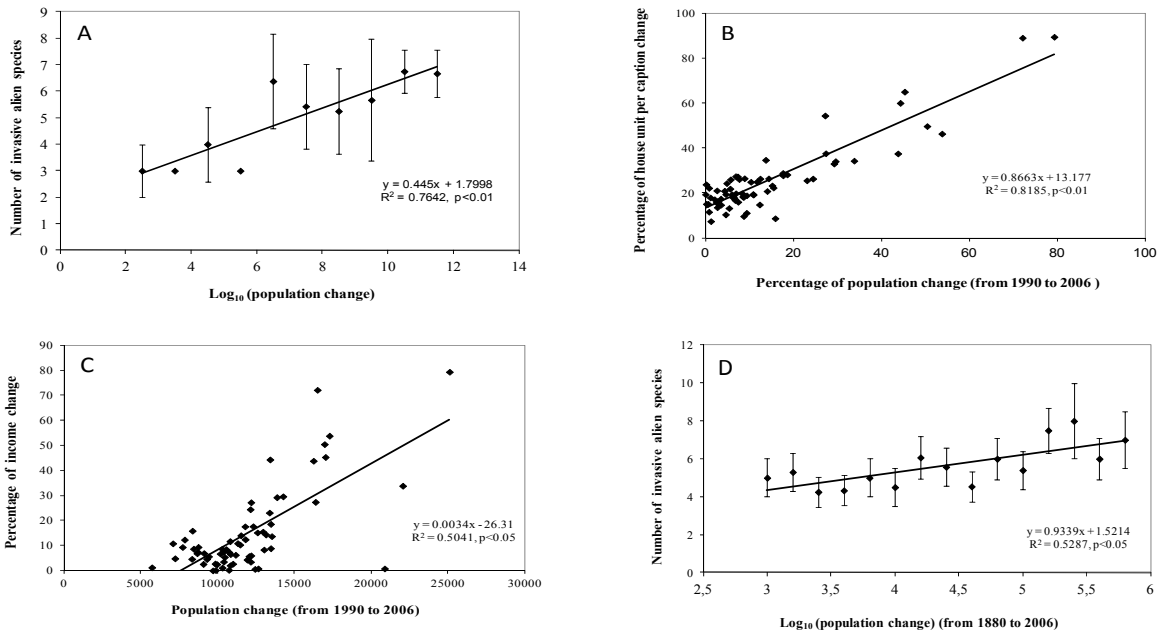 A
Number of invasive alien species
9
8
7
6
5
4
3
2
1
0
y = 0.445x + 1.7998
R² = 0.7642, p<0.01
0 2 4 6 8 10 12 14
Log₁₀ (population change)
B
Percentage of house unit per caption change
100
80
60
40
20
0
y = 0.8663x + 13.177
R² = 0.8185, p<0.01
0 20 40 60 80 100
Percentage of population change (from 1990 to 2006 )
C
Percentage of income change
90
80
70
60
50
40
30
20
10
0
y = 0.0034x - 26.31
R² = 0.5041, p<0.05
0 5000 10000 15000 20000 25000 30000
Population change (from 1990 to 2006)
D
Number of invasive alien species
12
10
8
6
4
2
0
y = 0.9339x + 1.5214
R² = 0.5287, p<0.05
2,5 3 3,5 4 4,5 5 5,5 6
Log₁₀ (population change) (from 1880 to 2006)